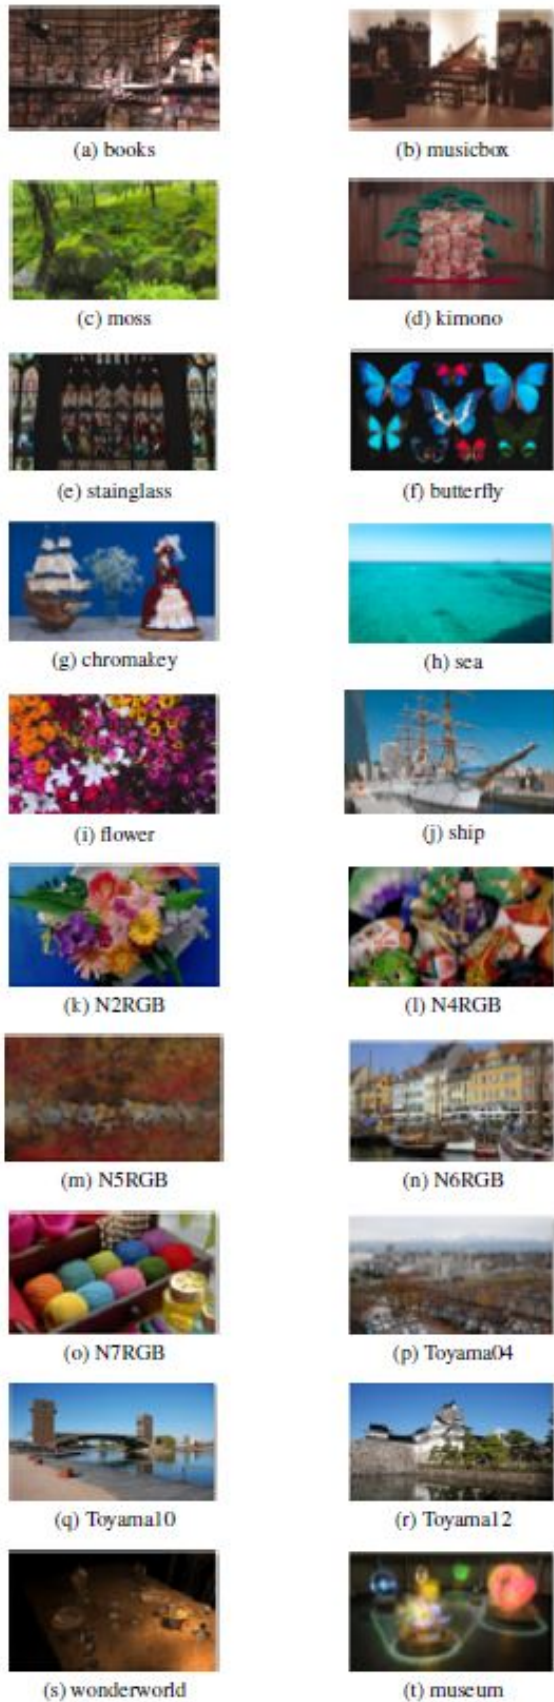 (a) books
(b) musicbox
(c) moss
(d) kimono
(e) stainglass
(f) butterfly
(g) chromakey
(h) sea
(i) flower
(j) ship
(k) N2RGB
(l) N4RGB
(m) N5RGB
(n) N6RGB
(o) N7RGB
(p) Toyama04
(q) Toyama10
(r) Toyama12
(s) wonderworld
(t) museum